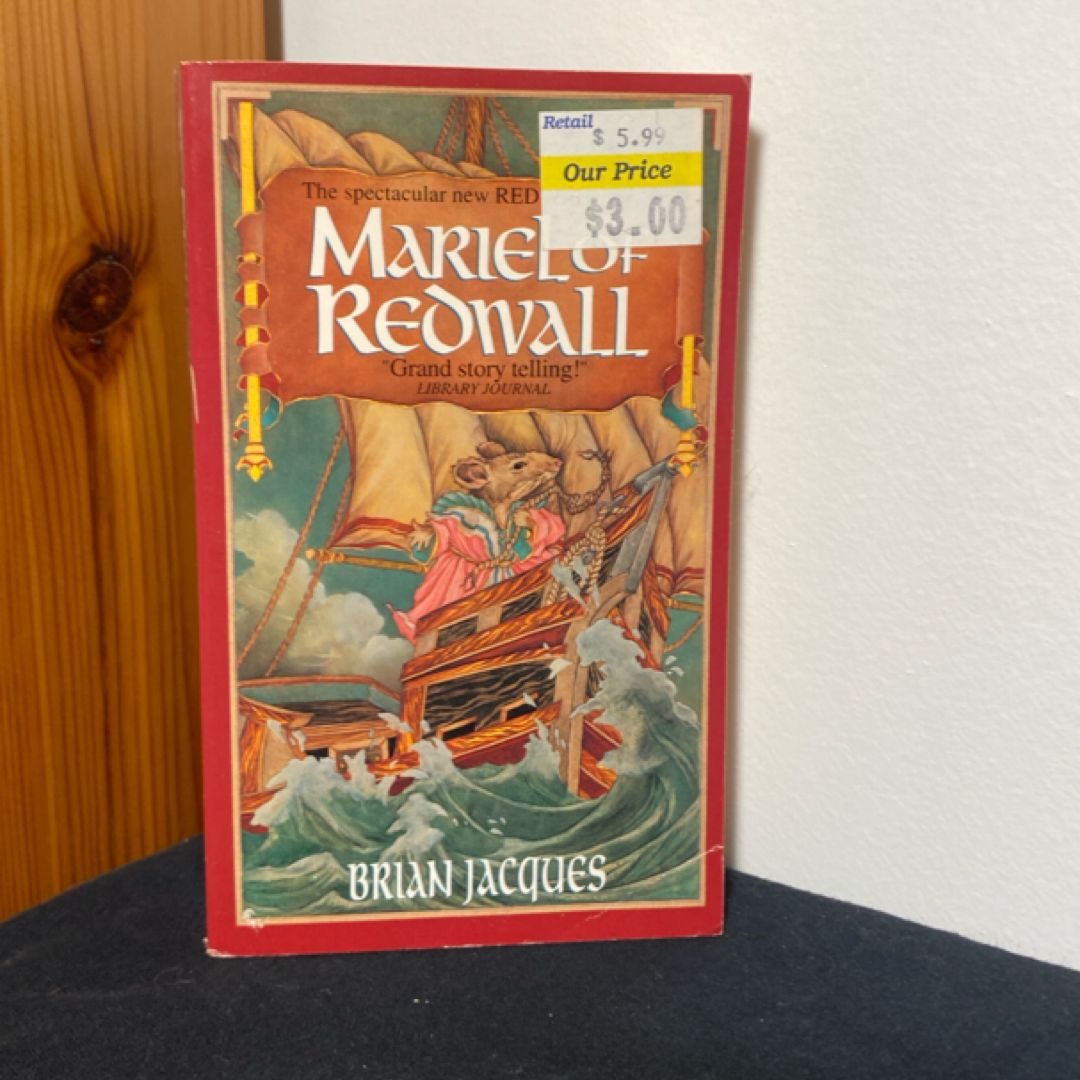 Retail
$ 5.99
Our Price
$3.00
The spectacular new RED
MARIEL OF
REDWALL
"Grand story telling!"
LIBRARY JOURNAL
BRIAN JACQUES